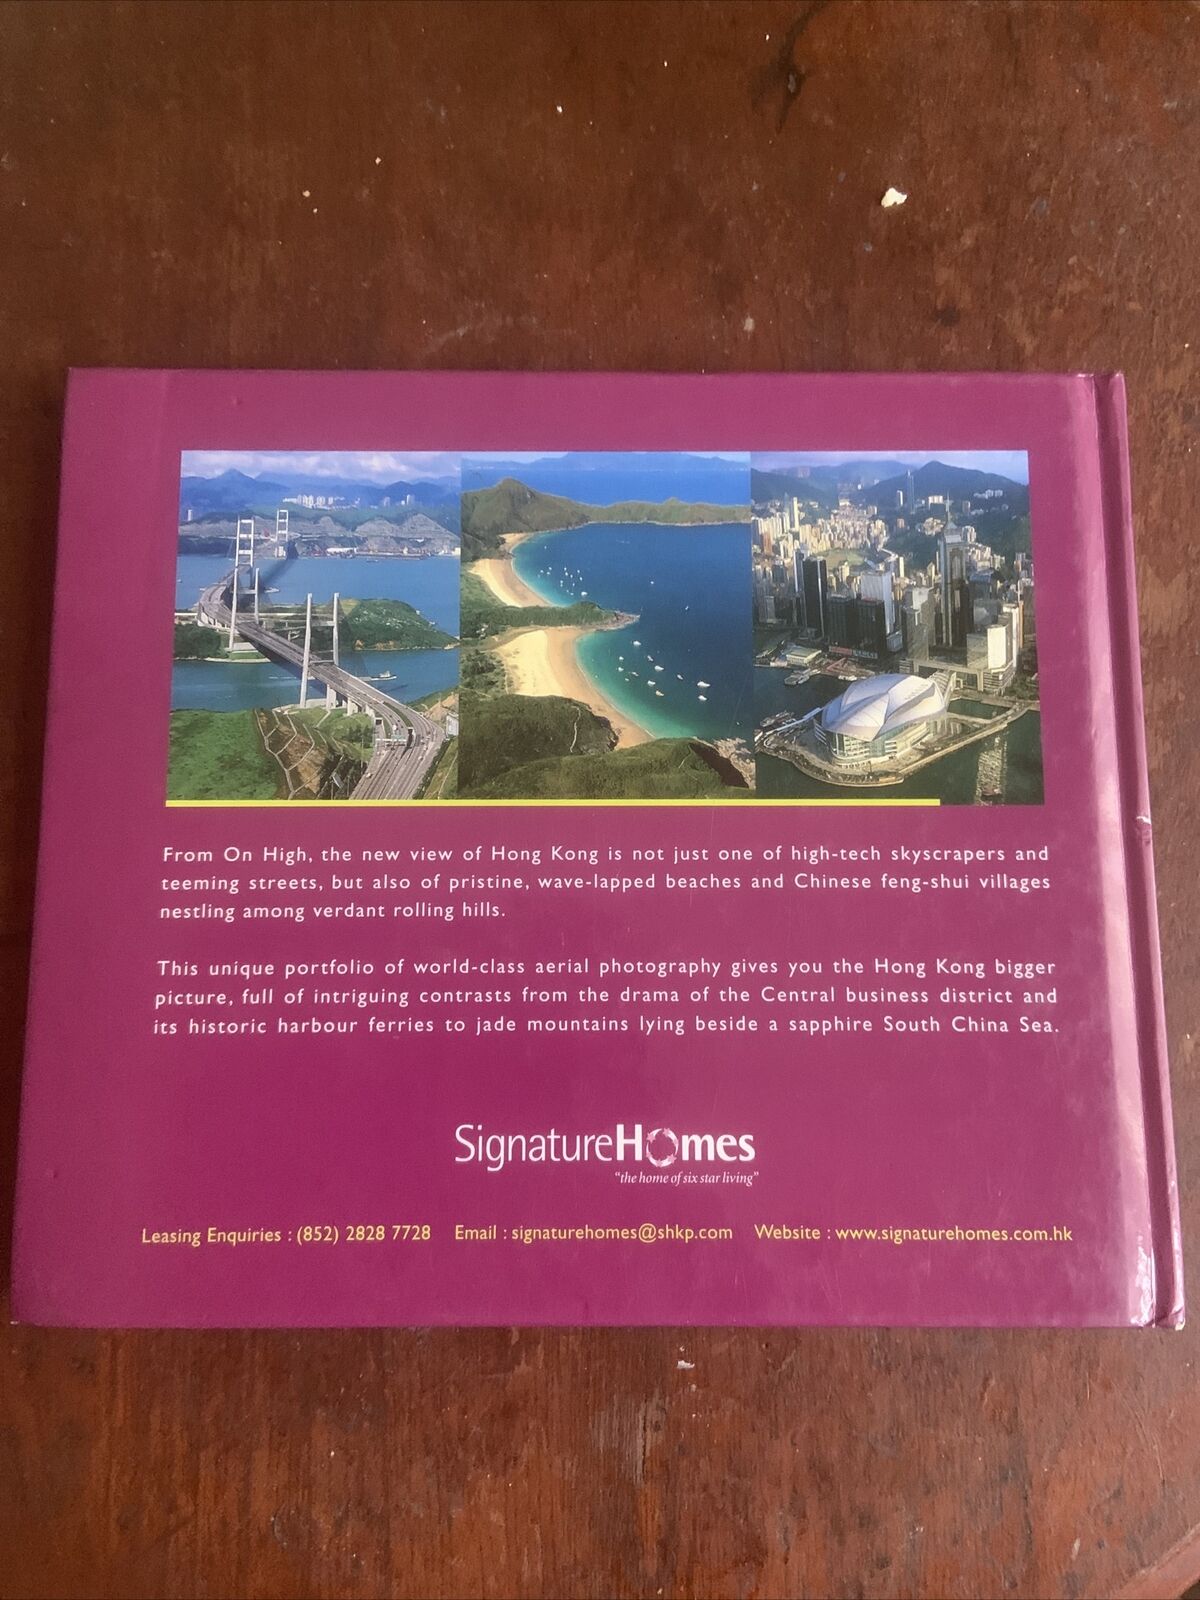 From On High, the new view of Hong Kong is not just one of high-tech skyscrapers and
teeming streets, but also of pristine, wave-lapped beaches and Chinese feng-shui villages
nestling among verdant rolling hills.
This unique portfolio of world-class aerial photography gives you the Hong Kong bigger
picture, full of intriguing contrasts from the drama of the Central business district and
its historic harbour ferries to jade mountains lying beside a sapphire South China Sea.
SignatureHomes
"the home of six star living"
Leasing Enquiries : (852) 2828 7728 Email : signaturehomes@shkp.com Website : www.signaturehomes.com.hk